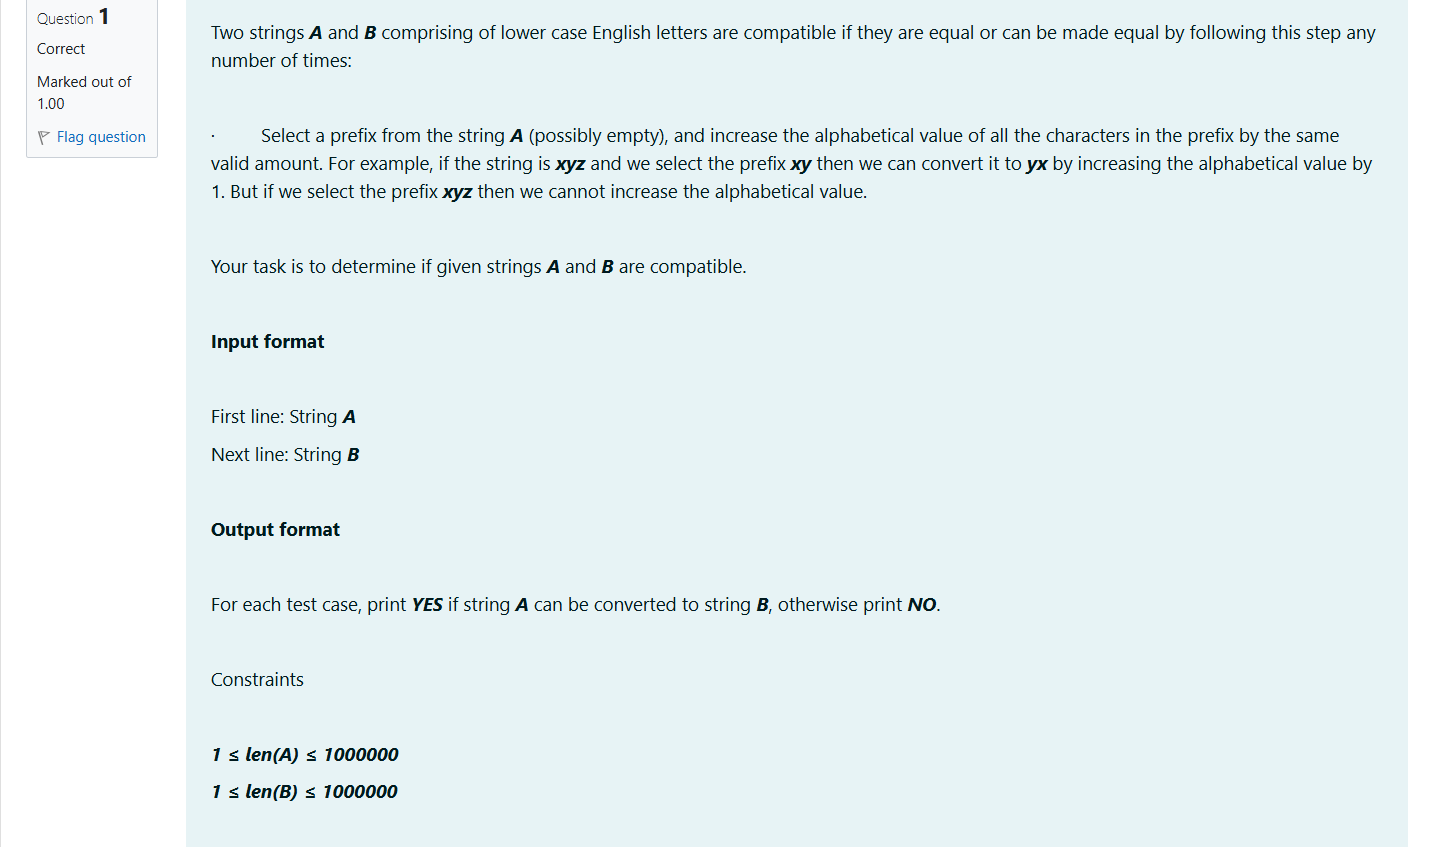 Question 1
Correct
Marked out of
1.00
Flag question
Two strings A and B comprising of lower case English letters are compatible if they are equal or can be made equal by following this step any
number of times:
· Select a prefix from the string A (possibly empty), and increase the alphabetical value of all the characters in the prefix by the same
valid amount. For example, if the string is xyz and we select the prefix xy then we can convert it to yx by increasing the alphabetical value by
1. But if we select the prefix xyz then we cannot increase the alphabetical value.
Your task is to determine if given strings A and B are compatible.
Input format
First line: String A
Next line: String B
Output format
For each test case, print YES if string A can be converted to string B, otherwise print NO.
Constraints
1 ≤ len(A) ≤ 1000000
1 ≤ len(B) ≤ 1000000